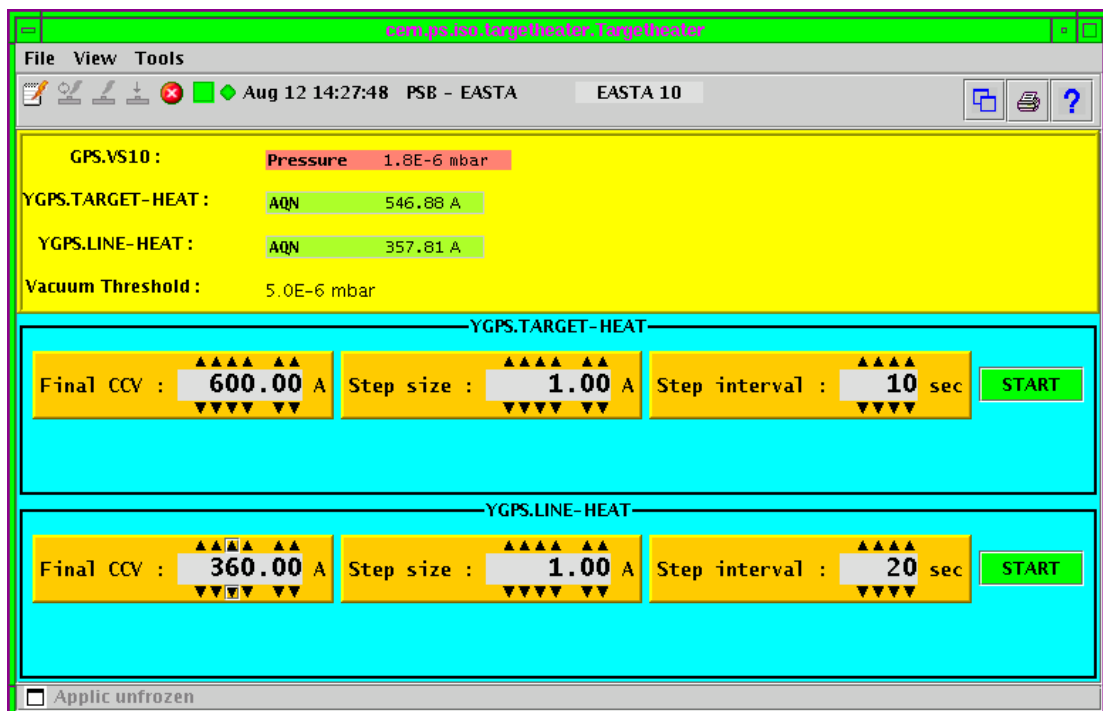 cern.ps.iso.targetheater.Targetheater
File View Tools
Aug 12 14:27:48 PSB - EASTA EASTA 10 ?
GPS.VS10 : Pressure 1.8E-6 mbar
YGPS.TARGET-HEAT : AQN 546.88 A
YGPS.LINE-HEAT : AQN 357.81 A
Vacuum Threshold : 5.0E-6 mbar
YGPS.TARGET-HEAT
Final CCV : 600.00 A Step size : 1.00 A Step interval : 10 sec START
YGPS.LINE-HEAT
Final CCV : 360.00 A Step size : 1.00 A Step interval : 20 sec START
Applic unfrozen